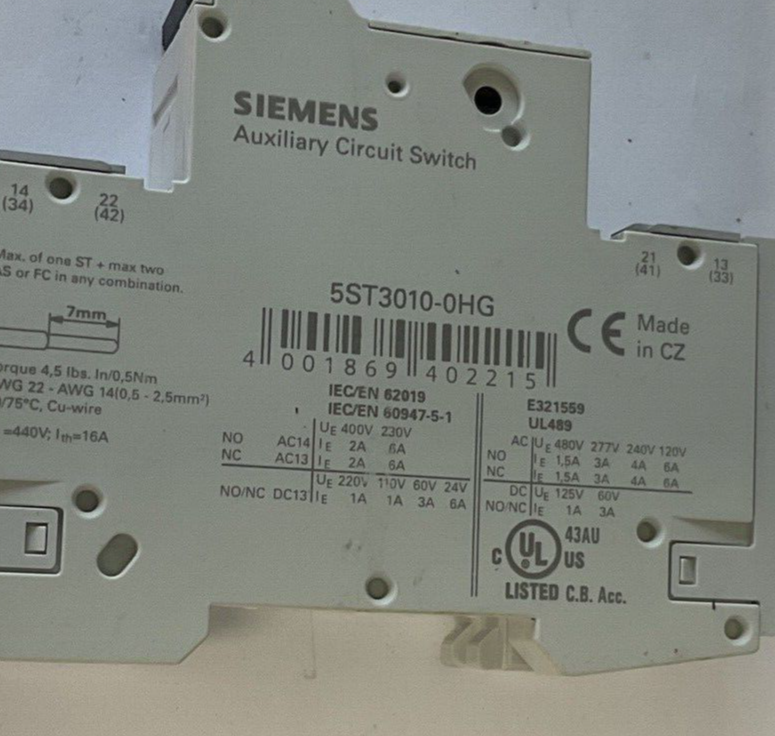 SIEMENS
Auxiliary Circuit Switch
14
(34)
22
(42)
21
(41)
13
(33)
Max. of one ST + max two
AS or FC in any combination.
7mm
orque 4,5 lbs. In/0,5Nm
WG 22 - AWG 14(0,5 - 2,5mm²)
/75°C, Cu-wire
=440V; Ith=16A
5ST3010-0HG
4 001869 402215
CE Made
in CZ
IEC/EN 62019
IEC/EN 60947-5-1
UE 400V 230V
NO AC14 IE 2A 6A
NC AC13 IE 2A 6A
UE 220V 110V 60V 24V
NO/NC DC13 IE 1A 1A 3A 6A
E321559
UL489
AC UE 480V 277V 240V 120V
NO IE 1,5A 3A 4A 6A
NC IE 1,5A 3A 4A 6A
DC UE 125V 60V
NO/NC IE 1A 3A
C UL ® US
43AU
LISTED C.B. Acc.